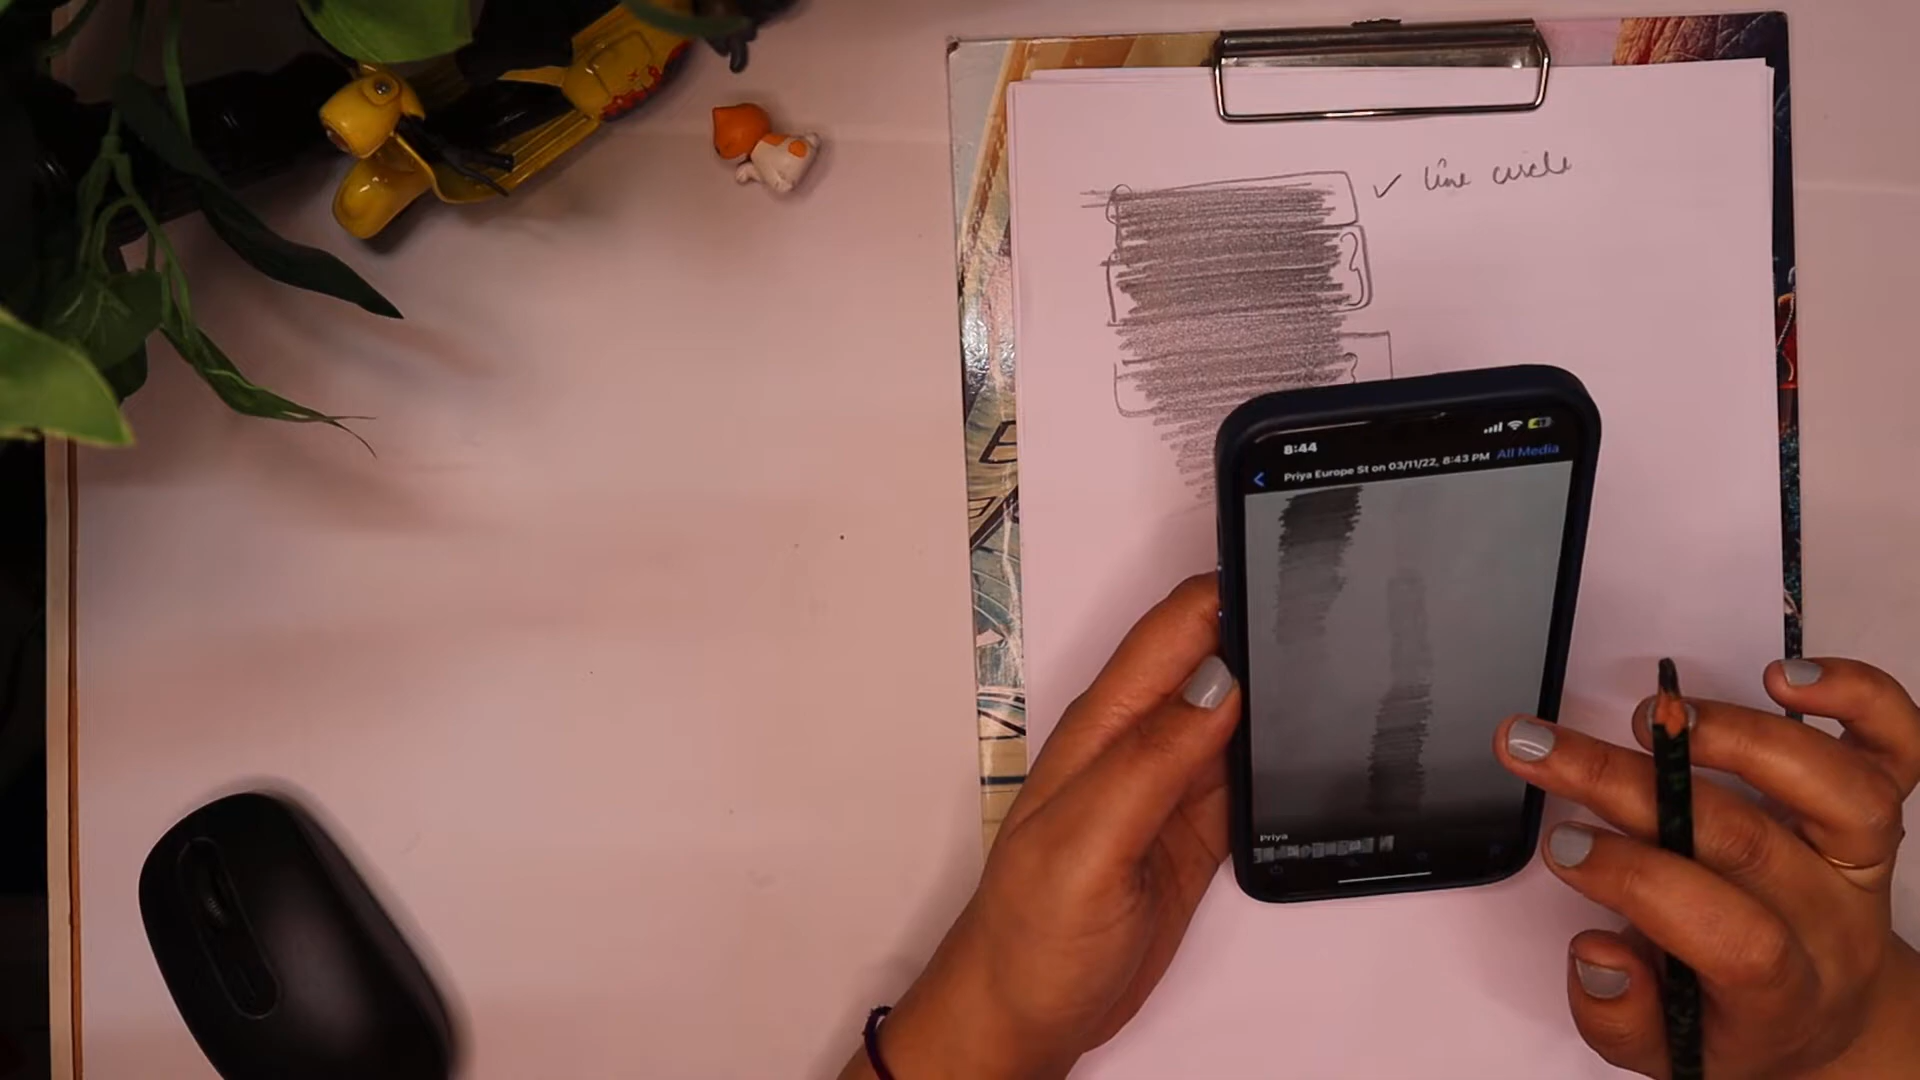 ✓ line circle
8:44
Priya Europe St on 03/11/22, 8:43 PM
All Media
Priya